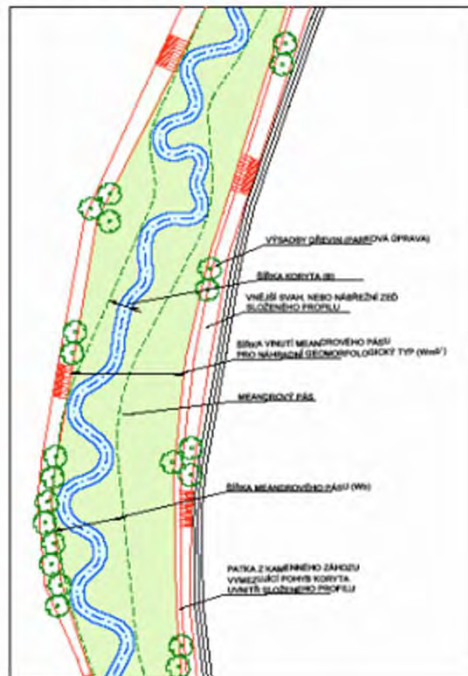 VÝSADBY DŘEVIN (PARKOVÁ ÚPRAVA)
ŠÍŘKA KORYTA (B)
VNĚJŠÍ SVAH, NEBO NÁBŘEŽNÍ ZEĎ
SLOŽENÉHO PROFILU
ŠÍŘKA VINUTÍ MEANDROVÉHO PÁSU
PRO NÁHRADNÍ GEOMORFOLOGICKÝ TYP
MEANDROVÝ PÁS
ŠÍŘKA MEANDROVÉHO PÁSU (Wb)
PATKA Z KAMENNÉHO ZÁHOZU
VYMEZUJÍCÍ POHYB KORYTA
UVNITŘ SLOŽENÉHO PROFILU